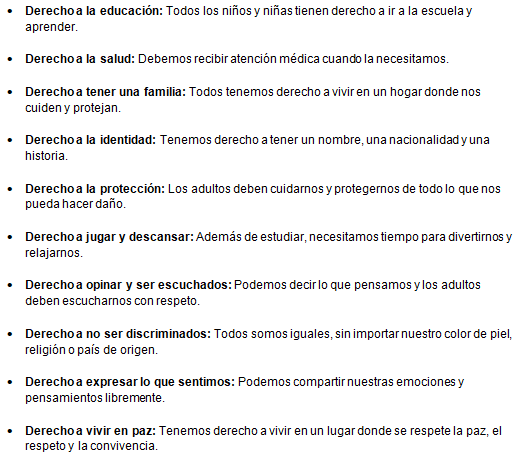 • Derecho a la educación: Todos los niños y niñas tienen derecho a ir a la escuela y
aprender.
• Derecho a la salud: Debemos recibir atención médica cuando la necesitamos.
• Derecho a tener una familia: Todos tenemos derecho a vivir en un hogar donde nos
cuiden y protejan.
• Derecho a la identidad: Tenemos derecho a tener un nombre, una nacionalidad y una
historia.
• Derecho a la protección: Los adultos deben cuidarnos y protegernos de todo lo que nos
pueda hacer daño.
• Derecho a jugar y descansar: Además de estudiar, necesitamos tiempo para divertirnos y
relajarnos.
• Derecho a opinar y ser escuchados: Podemos decir lo que pensamos y los adultos
deben escucharnos con respeto.
• Derecho a no ser discriminados: Todos somos iguales, sin importar nuestro color de piel,
religión o país de origen.
• Derecho a expresar lo que sentimos: Podemos compartir nuestras emociones y
pensamientos libremente.
• Derecho a vivir en paz: Tenemos derecho a vivir en un lugar donde se respete la paz, el
respeto y la convivencia.